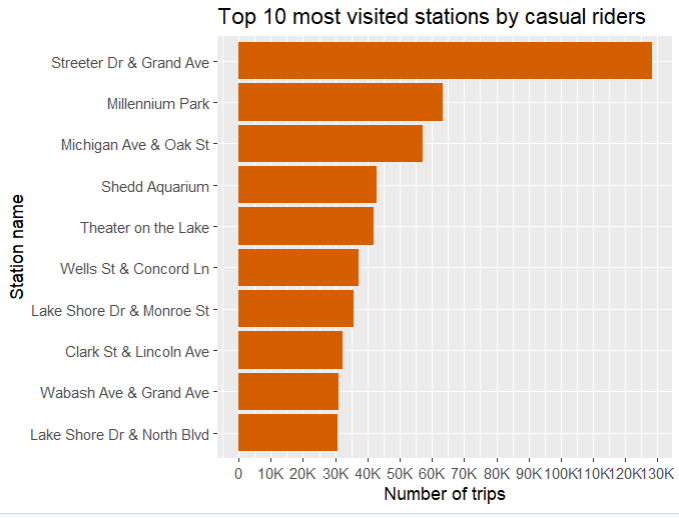 Top 10 most visited stations by casual riders
Station name
Streeter Dr & Grand Ave
Millennium Park
Michigan Ave & Oak St
Shedd Aquarium
Theater on the Lake
Wells St & Concord Ln
Lake Shore Dr & Monroe St
Clark St & Lincoln Ave
Wabash Ave & Grand Ave
Lake Shore Dr & North Blvd
0 10K 20K 30K 40K 50K 60K 70K 80K 90K 100K 110K 120K 130K
Number of trips